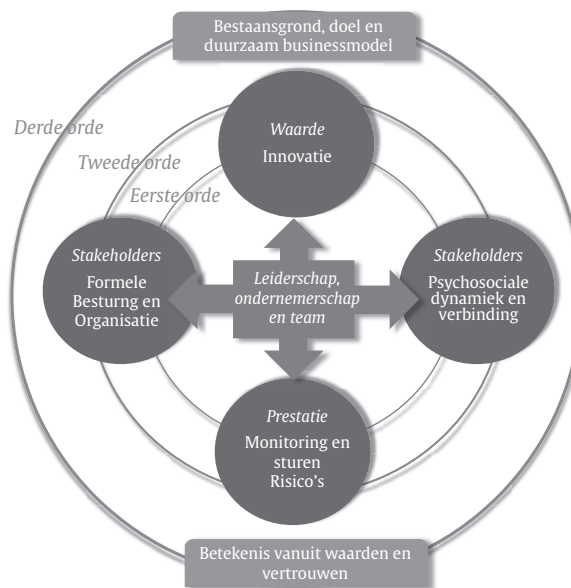 Bestaansgrond, doel en
duurzaam businessmodel
Derde orde
Tweede orde
Eerste orde
Waarde
Innovatie
Stakeholders
Formele
Besturng en
Organisatie
Leiderschap,
ondernemerschap
en team
Stakeholders
Psychosociale
dynamiek en
verbinding
Prestatie
Monitoring en
sturen
Risico's
Betekenis vanuit waarden en
vertrouwen